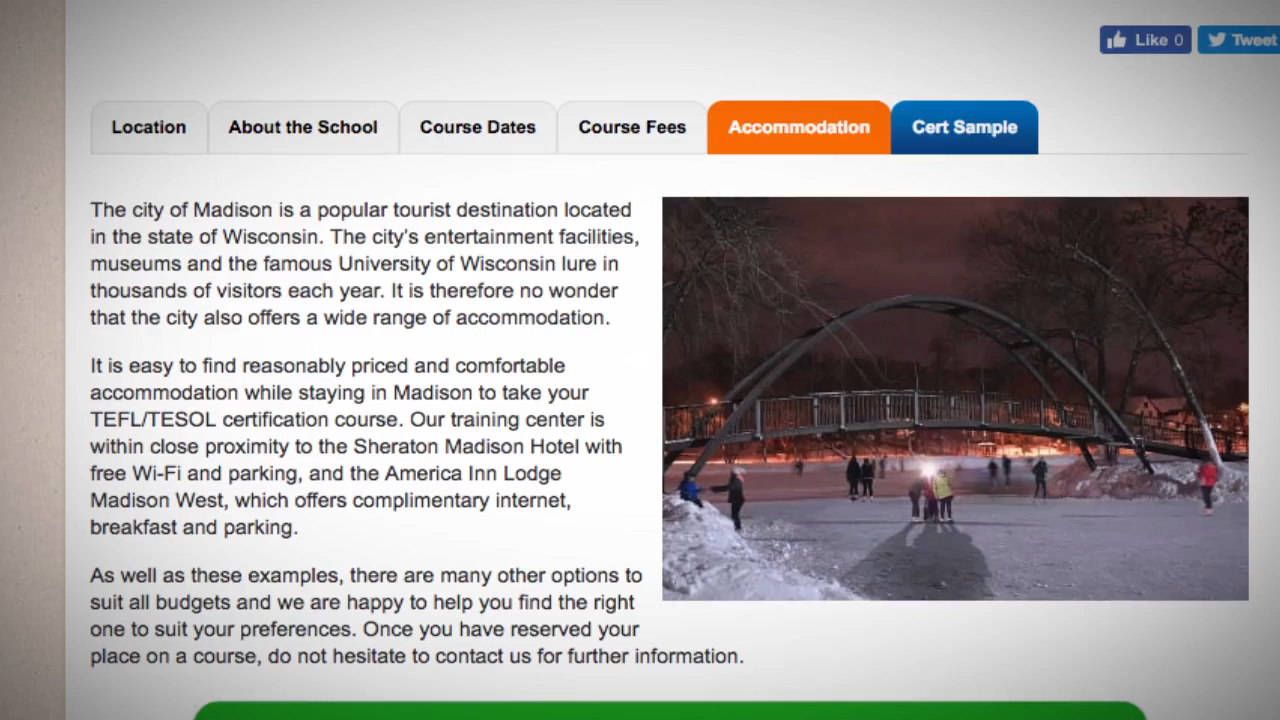 Like 0
Tweet
Location
About the School
Course Dates
Course Fees
Accommodation
Cert Sample
The city of Madison is a popular tourist destination located
in the state of Wisconsin. The city's entertainment facilities,
museums and the famous University of Wisconsin lure in
thousands of visitors each year. It is therefore no wonder
that the city also offers a wide range of accommodation.
It is easy to find reasonably priced and comfortable
accommodation while staying in Madison to take your
TEFL/TESOL certification course. Our training center is
within close proximity to the Sheraton Madison Hotel with
free Wi-Fi and parking, and the America Inn Lodge
Madison West, which offers complimentary internet,
breakfast and parking.
As well as these examples, there are many other options to
suit all budgets and we are happy to help you find the right
one to suit your preferences. Once you have reserved your
place on a course, do not hesitate to contact us for further information.